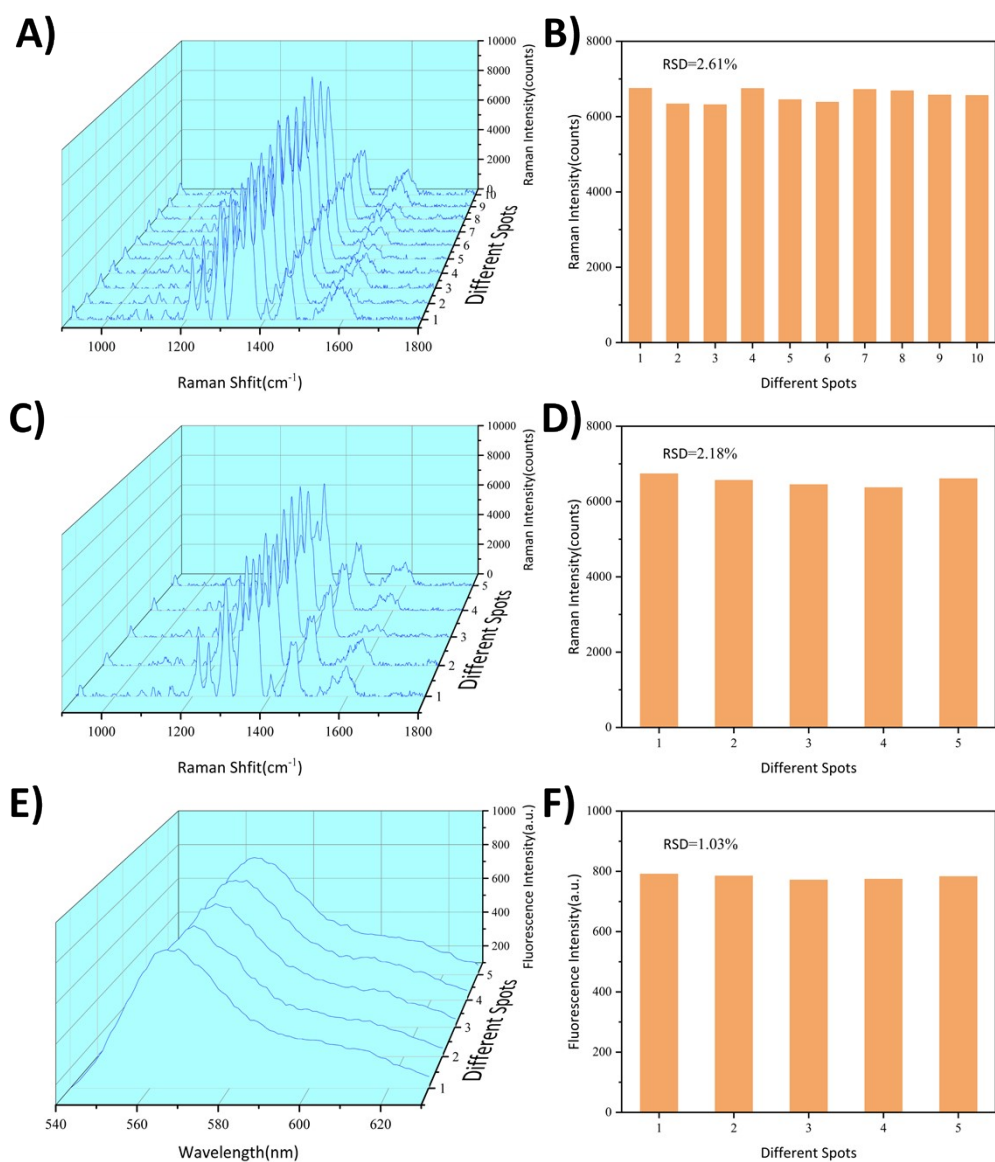 A)
10000
8000
6000
4000
2000
0
Raman Intensity(counts)
10
9
8
7
6
5
4
3
2
1
Different Spots
1000 1200 1400 1600 1800
Raman Shfit(cm⁻¹)
B)
RSD=2.61%
8000
6000
4000
2000
0
Raman Intensity(counts)
1 2 3 4 5 6 7 8 9 10
Different Spots
C)
10000
8000
6000
4000
2000
0
Raman Intensity(counts)
5
4
3
2
1
Different Spots
1000 1200 1400 1600 1800
Raman Shfit(cm⁻¹)
D)
RSD=2.18%
8000
6000
4000
2000
0
Raman Intensity(counts)
1 2 3 4 5
Different Spots
E)
1000
800
600
400
200
Fluorescence Intensity(a.u.)
5
4
3
2
1
Different Spots
540 560 580 600 620
Wavelength(nm)
F)
RSD=1.03%
1000
800
600
400
200
0
Fluorescence Intensity(a.u.)
1 2 3 4 5
Different Spots